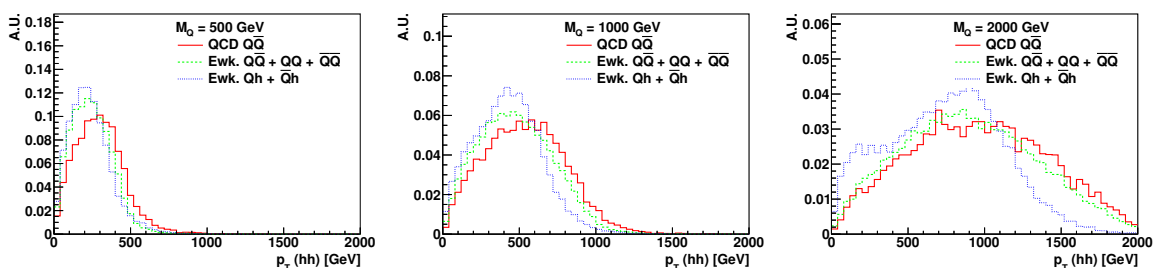 A.U.
0.18
0.16
0.14
0.12
0.1
0.08
0.06
0.04
0.02
0
M_Q = 500 GeV
QCD QQ̅
Ewk. QQ̅ + QQ + Q̅Q̅
Ewk. Qh + Q̅h
0 500 1000 1500 2000
p_T (hh) [GeV]
A.U.
0.1
0.08
0.06
0.04
0.02
0
M_Q = 1000 GeV
QCD QQ̅
Ewk. QQ̅ + QQ + Q̅Q̅
Ewk. Qh + Q̅h
0 500 1000 1500 2000
p_T (hh) [GeV]
A.U.
0.06
0.05
0.04
0.03
0.02
0.01
0
M_Q = 2000 GeV
QCD QQ̅
Ewk. QQ̅ + QQ + Q̅Q̅
Ewk. Qh + Q̅h
0 500 1000 1500 2000
p_T (hh) [GeV]